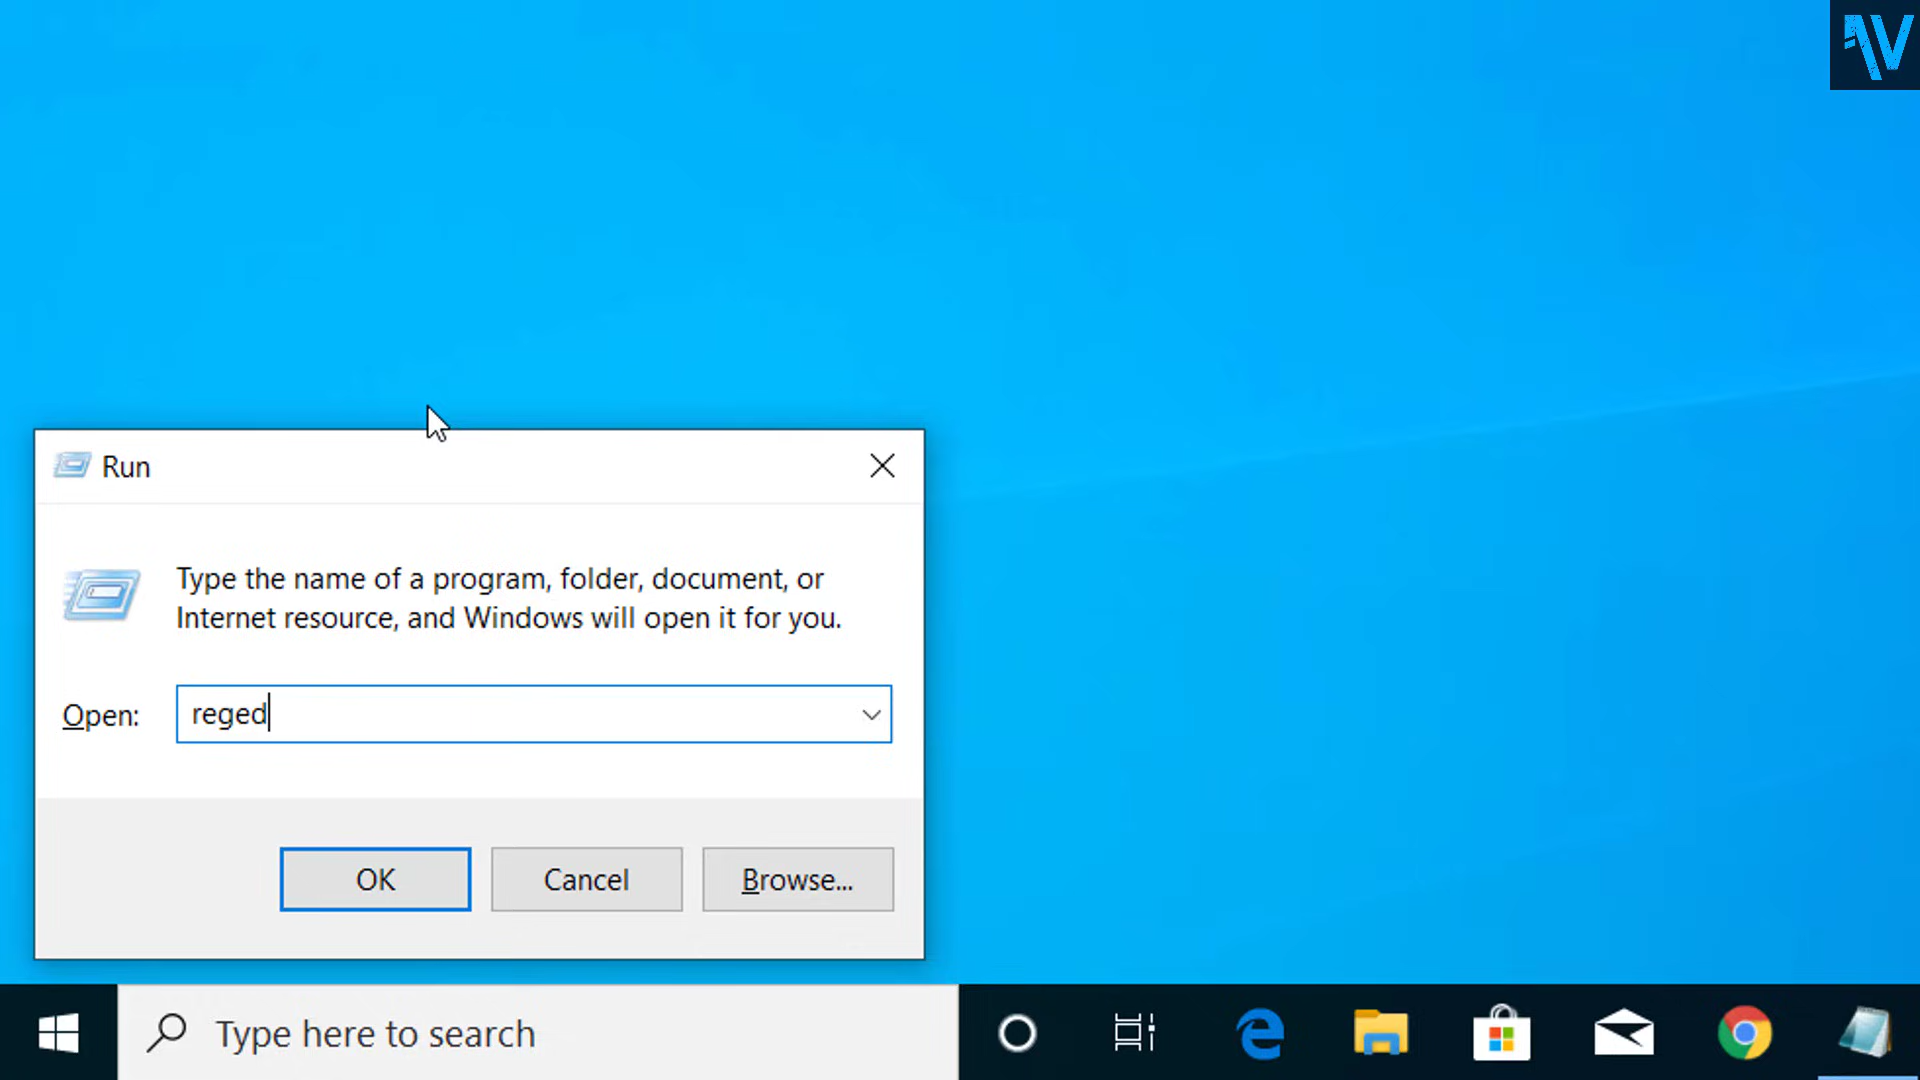 Run
Type the name of a program, folder, document, or
Internet resource, and Windows will open it for you.
Open: reged
OK Cancel Browse...
Type here to search